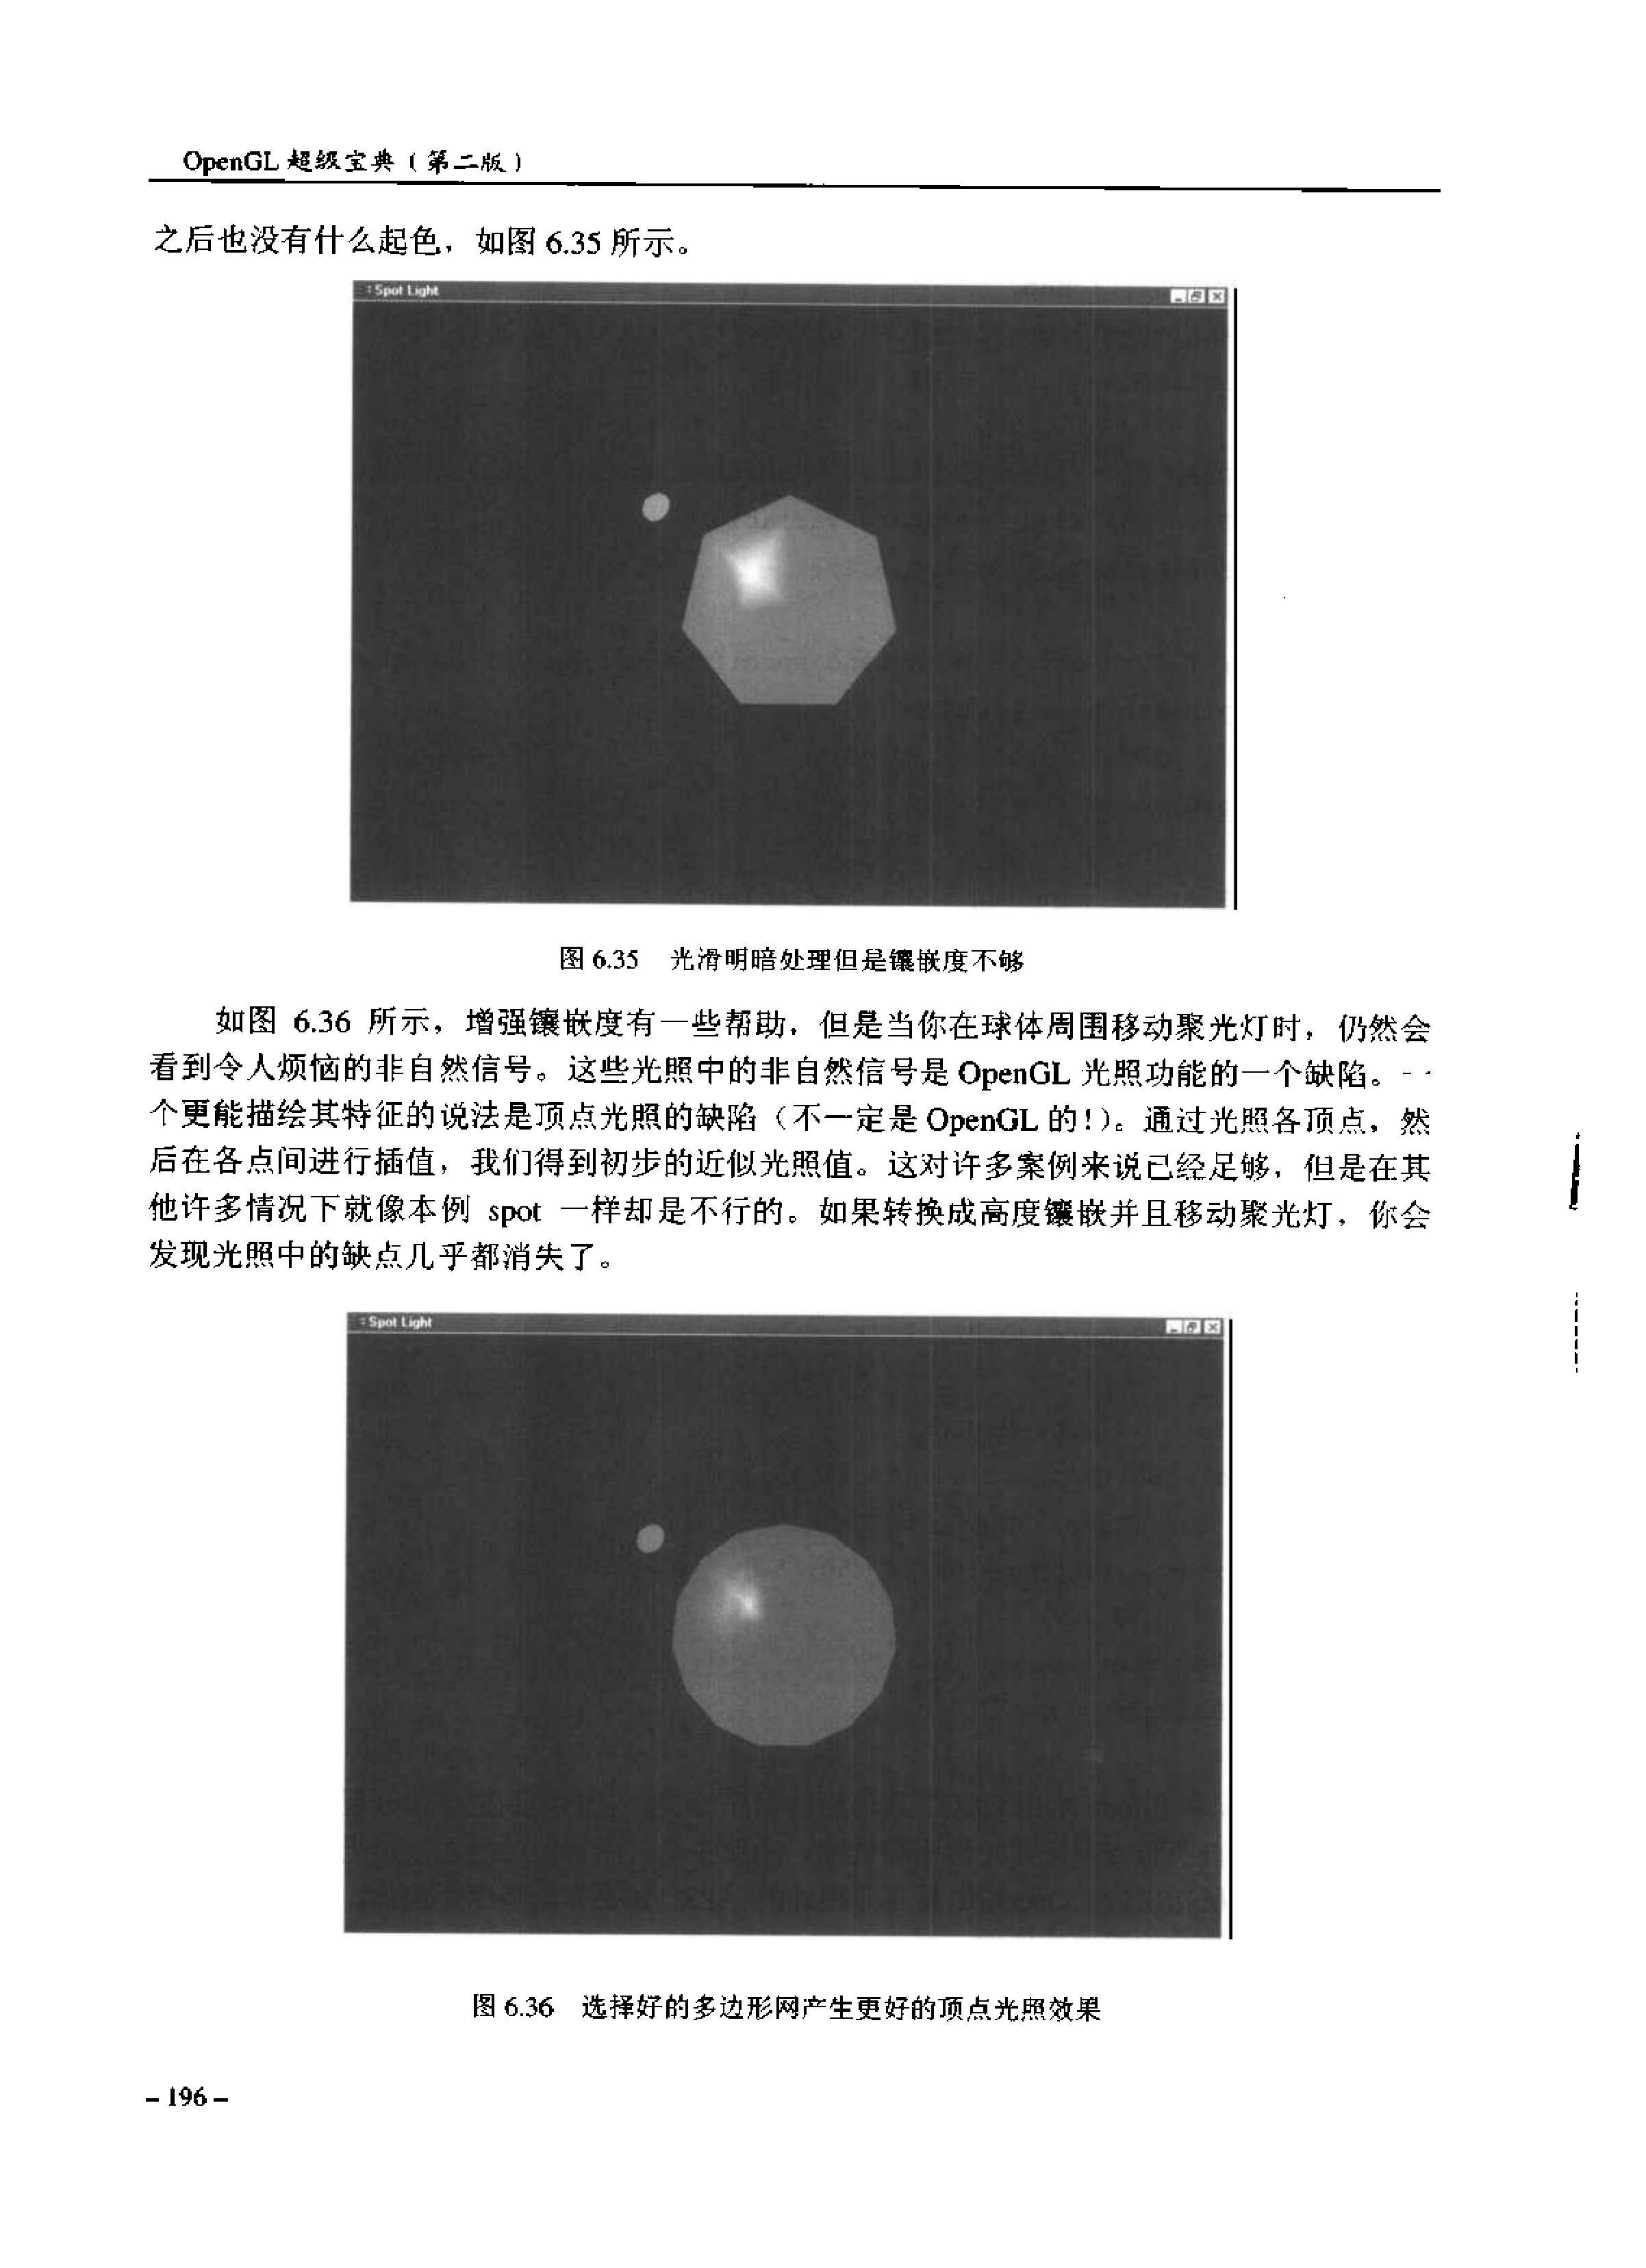 OpenGL 超级宝典（第二版）
之后也没有什么起色，如图 6.35 所示。
Spot Light
图 6.35 光滑明暗处理但是镶嵌度不够
如图 6.36 所示，增强镶嵌度有一些帮助，但是当你在球体周围移动聚光灯时，仍然会
看到令人烦恼的非自然信号。这些光照中的非自然信号是 OpenGL 光照功能的一个缺陷。一
个更能描绘其特征的说法是顶点光照的缺陷（不一定是 OpenGL 的！）。通过光照各顶点，然
后在各点间进行插值，我们得到初步的近似光照值。这对许多案例来说已经足够，但是在其
他许多情况下就像本例 spot 一样却是不行的。如果转换成高度镶嵌并且移动聚光灯，你会
发现光照中的缺点几乎都消失了。
Spot Light
图 6.36 选择好的多边形网产生更好的顶点光照效果
- 196 -